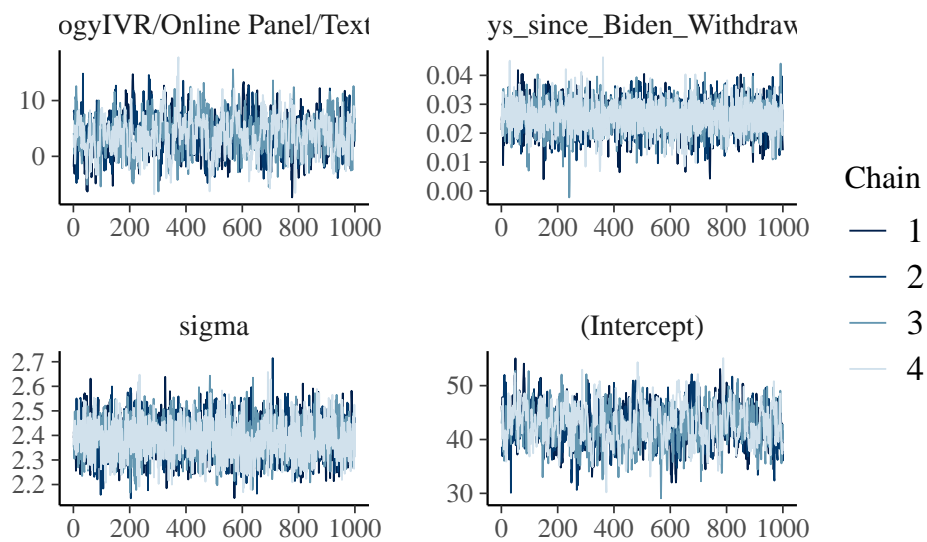 ogyIVR/Online Panel/Text
ys_since_Biden_Withdraw
10
0
0 200 400 600 800 1000
0.04
0.03
0.02
0.01
0.00
0 200 400 600 800 1000
sigma
(Intercept)
2.7
2.6
2.5
2.4
2.3
2.2
0 200 400 600 800 1000
50
40
30
0 200 400 600 800 1000
Chain
1
2
3
4